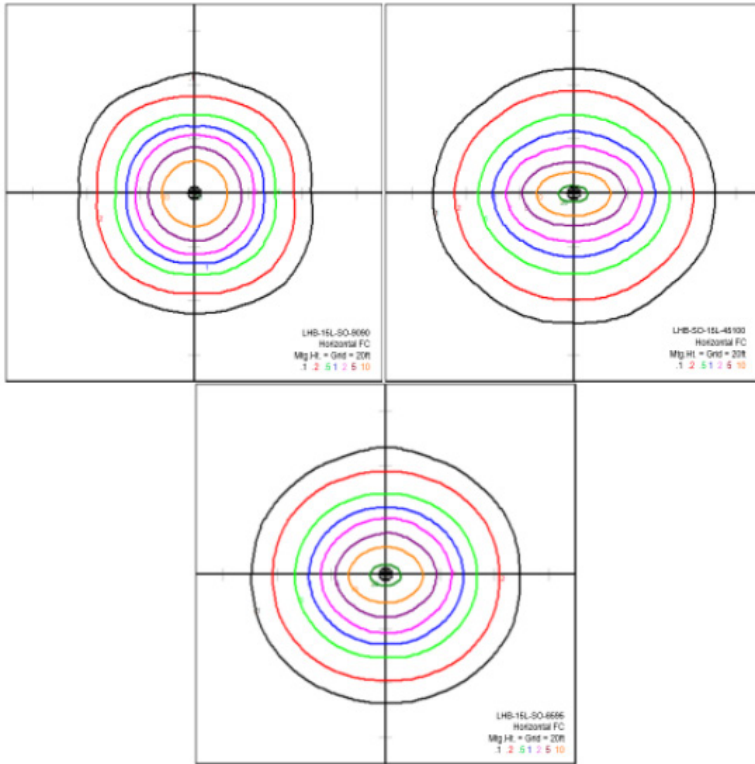 LHB-15L-SO-9090
Horizontal FC
Mtg.Ht. = Grid = 20ft
.1 .2 .5 1 2 5 10
LHB-SO-15L-45100
Horizontal FC
Mtg.Ht. = Grid = 20ft
.1 .2 .5 1 2 5 10
LHB-15L-SO-6595
Horizontal FC
Mtg.Ht. = Grid = 20ft
.1 .2 .5 1 2 5 10